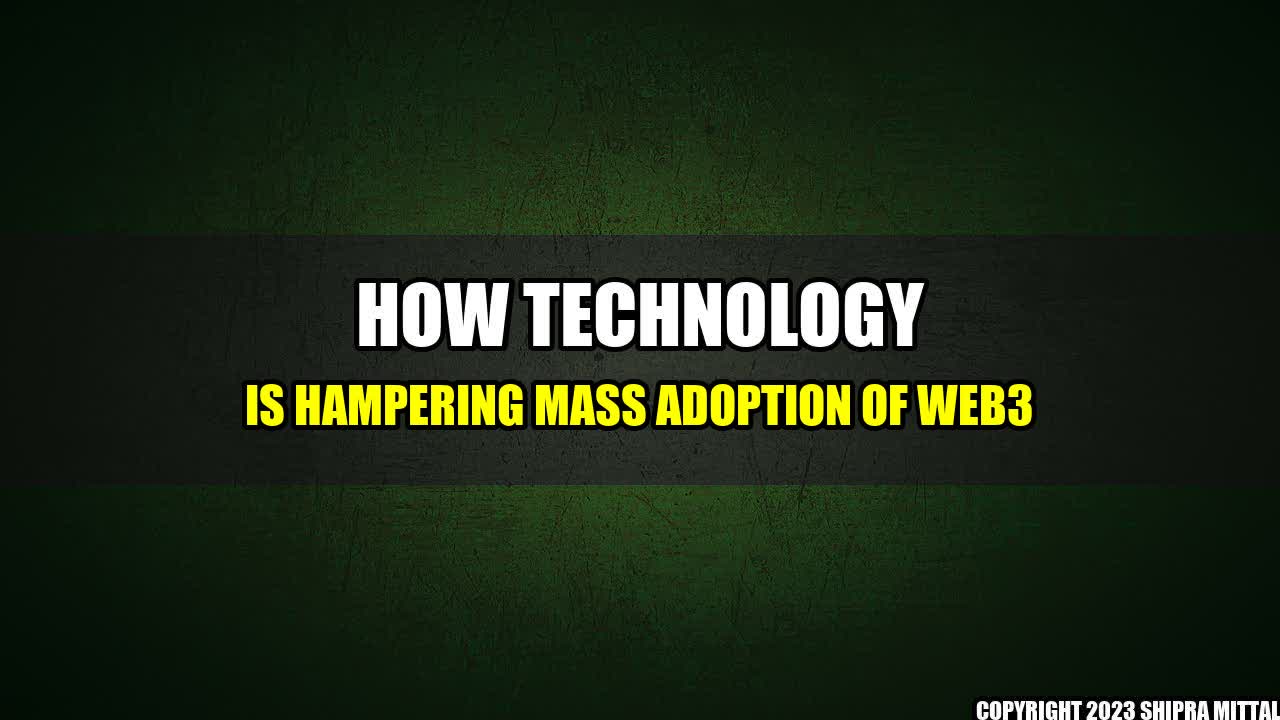 HOW TECHNOLOGY
IS HAMPERING MASS ADOPTION OF WEB3
COPYRIGHT 2023 SHIPRA MITTAL